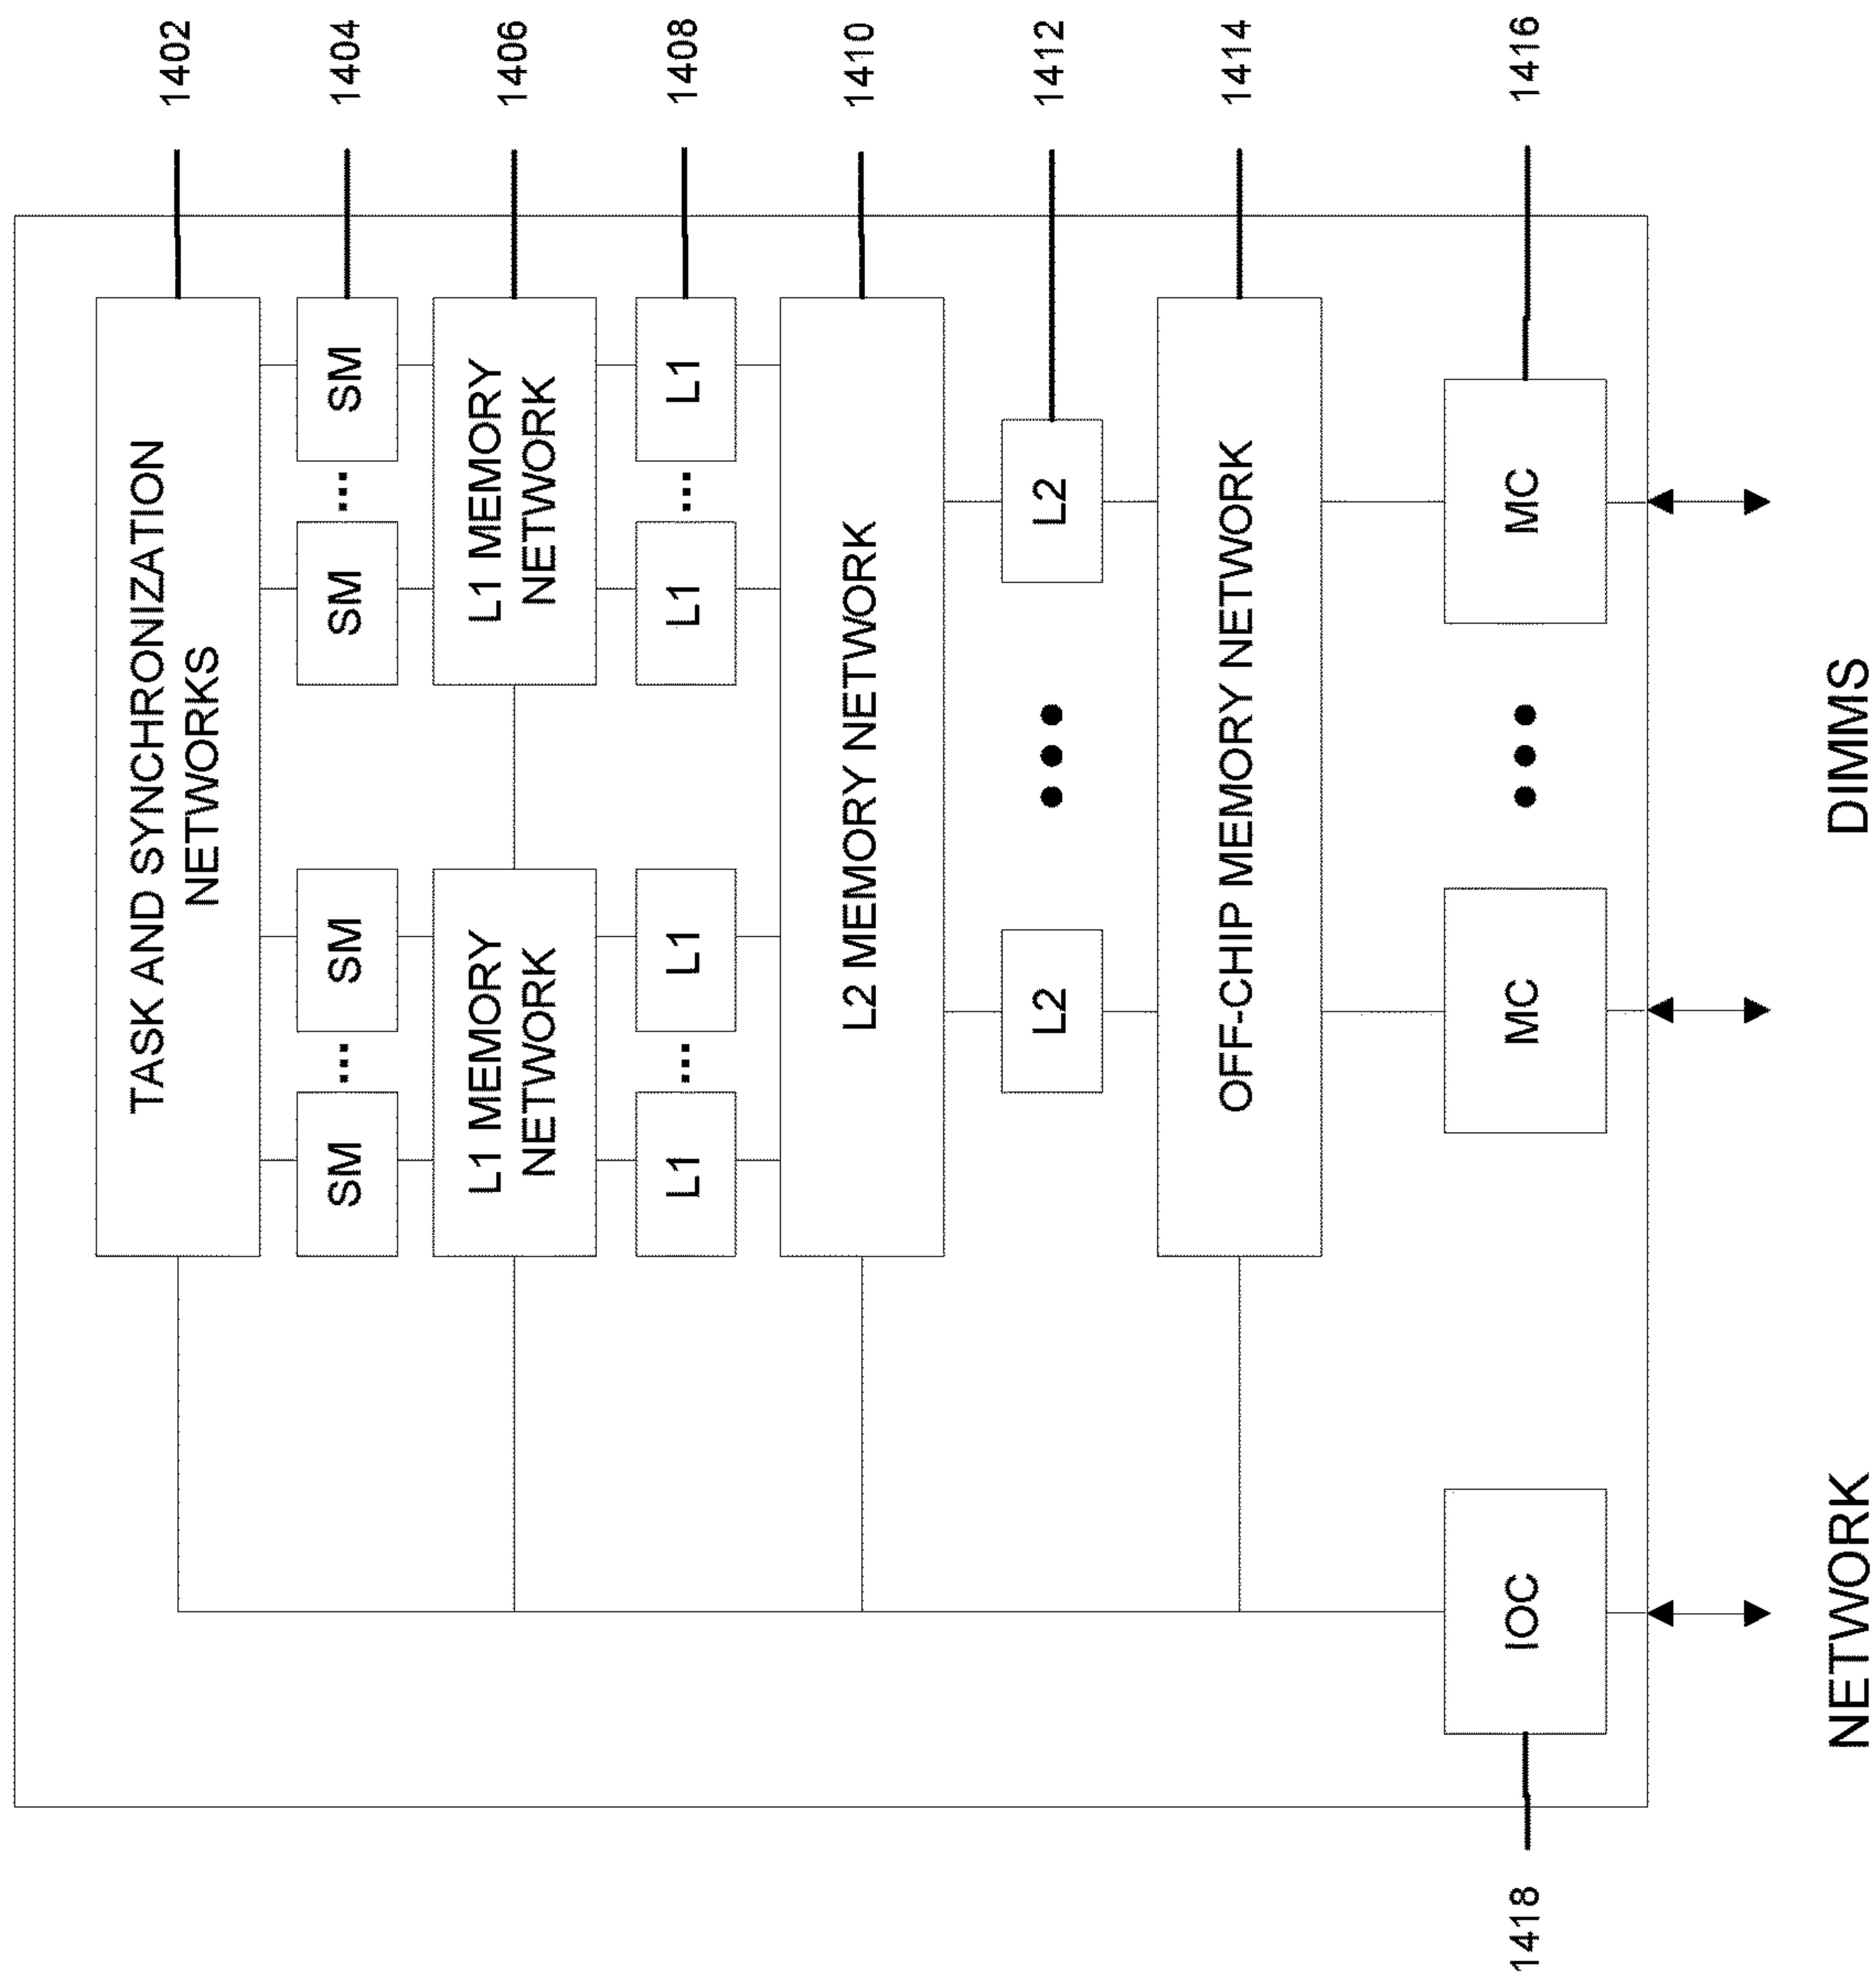 TASK AND SYNCHRONIZATION
NETWORKS
1402
SM ... SM SM ... SM
1404
L1 MEMORY
NETWORK
L1 MEMORY
NETWORK
1406
L1 ... L1 L1 ... L1
1408
L2 MEMORY NETWORK
1410
L2 ... L2
1412
OFF-CHIP MEMORY NETWORK
1414
1418
IOC
MC ... MC
1416
NETWORK
DIMMS